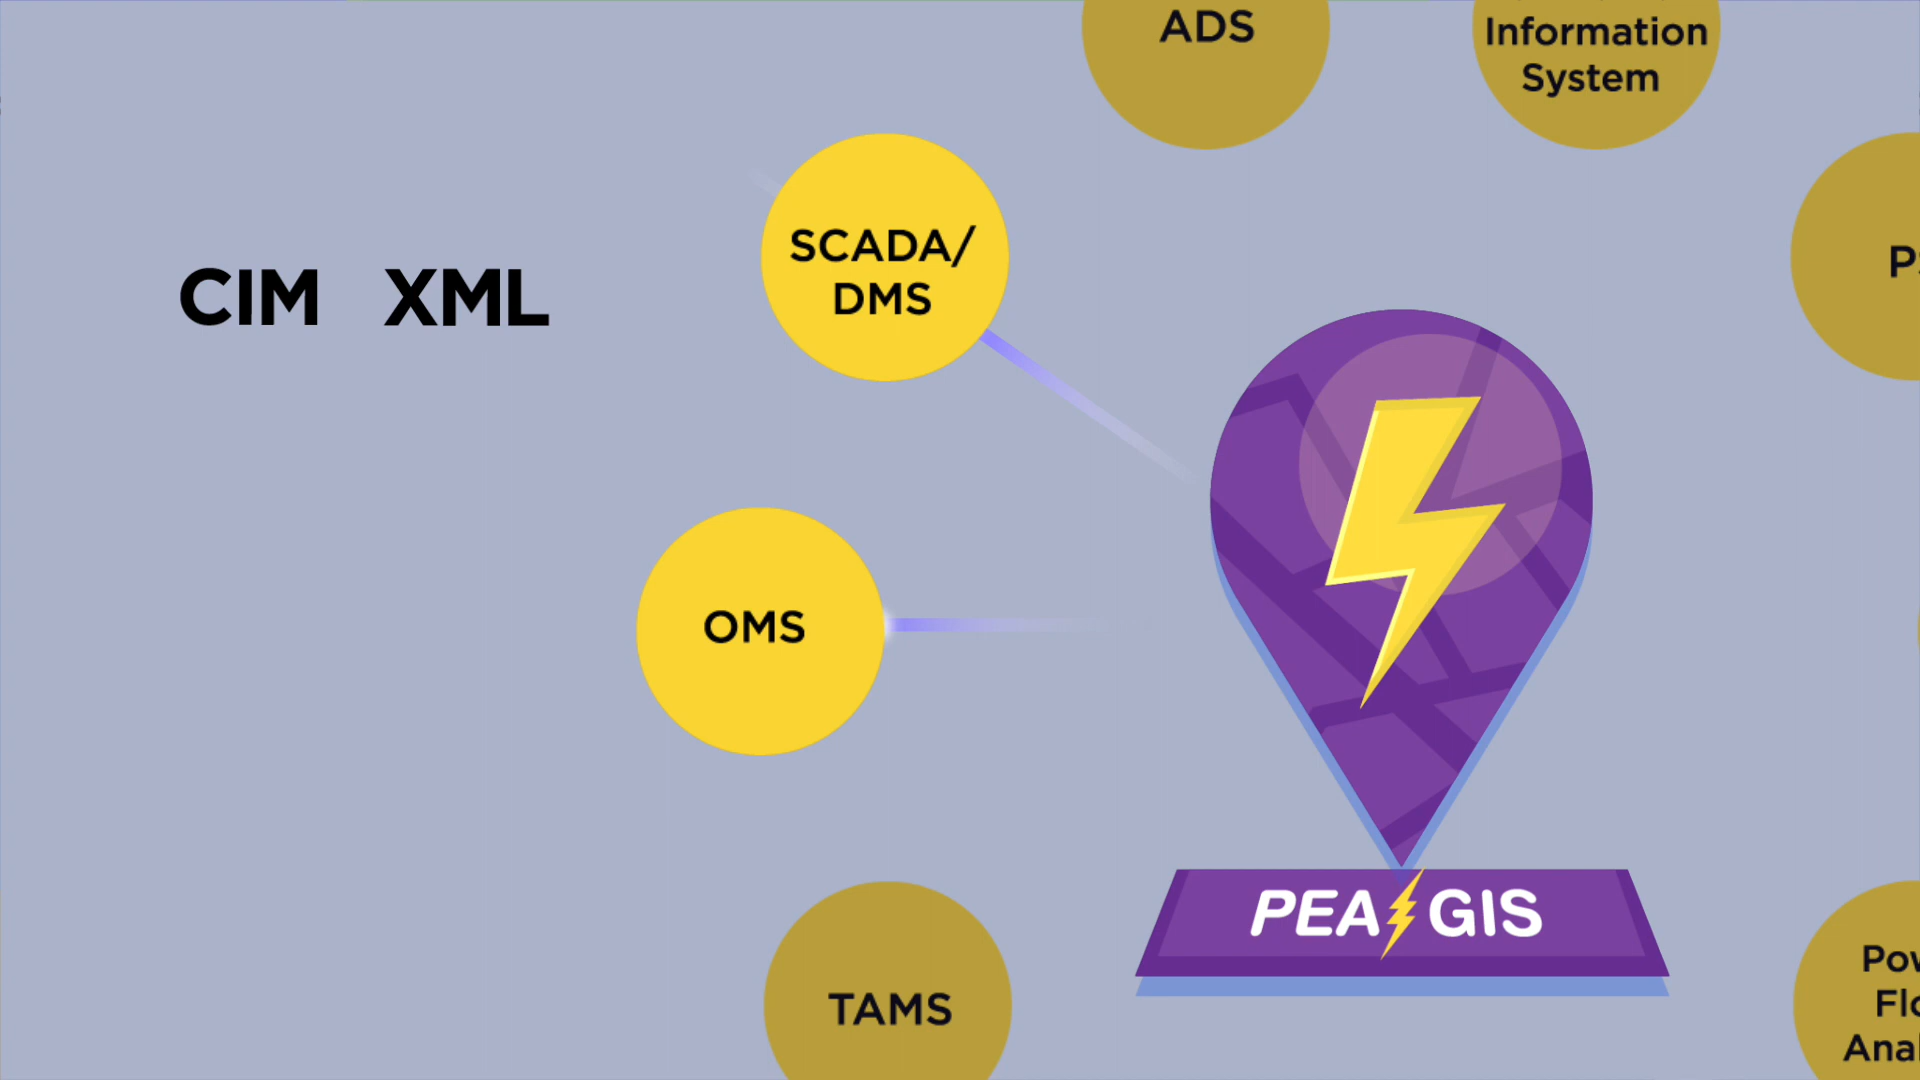 ADS
Information
System
SCADA/
DMS
CIM XML
OMS
PEA GIS
TAMS